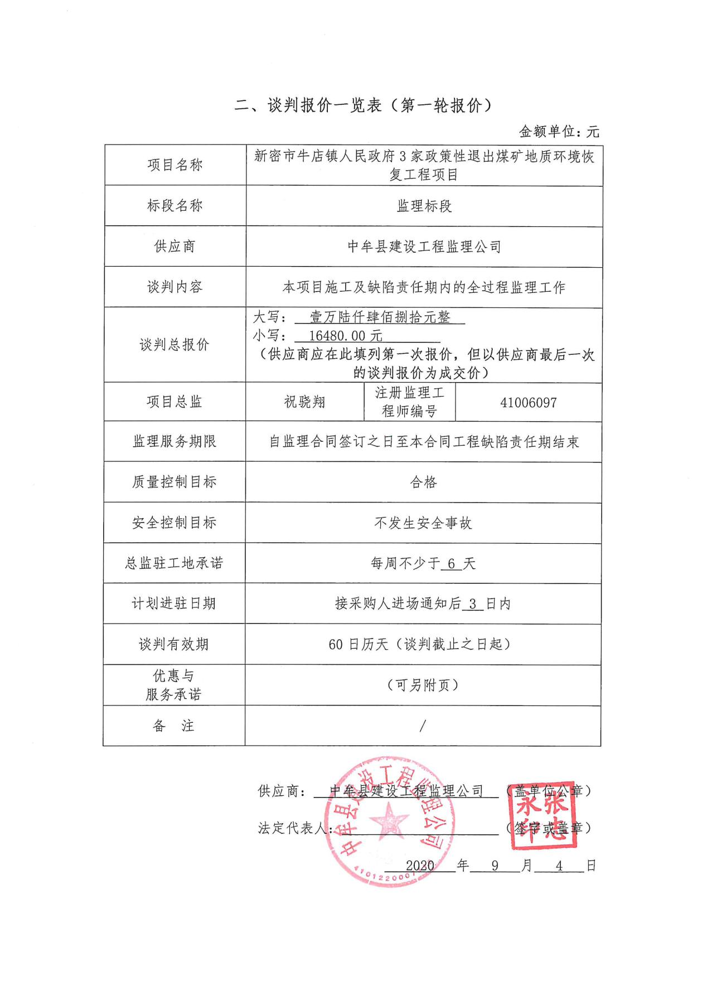 二、谈判报价一览表（第一轮报价）
金额单位：元
项目名称
新密市牛店镇人民政府3家政策性退出煤矿地质环境恢
复工程项目
标段名称
监理标段
供应商
中牟县建设工程监理公司
谈判内容
本项目施工及缺陷责任期内的全过程监理工作
谈判总报价
大写：壹万陆仟肆佰捌拾元整
小写：16480.00元
（供应商应在此填列第一次报价，但以供应商最后一次
的谈判报价为成交价）
项目总监
祝骁翔
注册监理工
程师编号
41006097
监理服务期限
自监理合同签订之日至本合同工程缺陷责任期结束
质量控制目标
合格
安全控制目标
不发生安全事故
总监驻工地承诺
每周不少于 6 天
计划进驻日期
接采购人进场通知后 3 日内
谈判有效期
60日历天（谈判截止之日起）
优惠与
服务承诺
（可另附页）
备 注
/
供应商：中牟县建设工程监理公司（盖单位公章）
法定代表人：（签字或盖章）
2020 年 9 月 4 日
中牟县建设工程监理公司
张志
永印